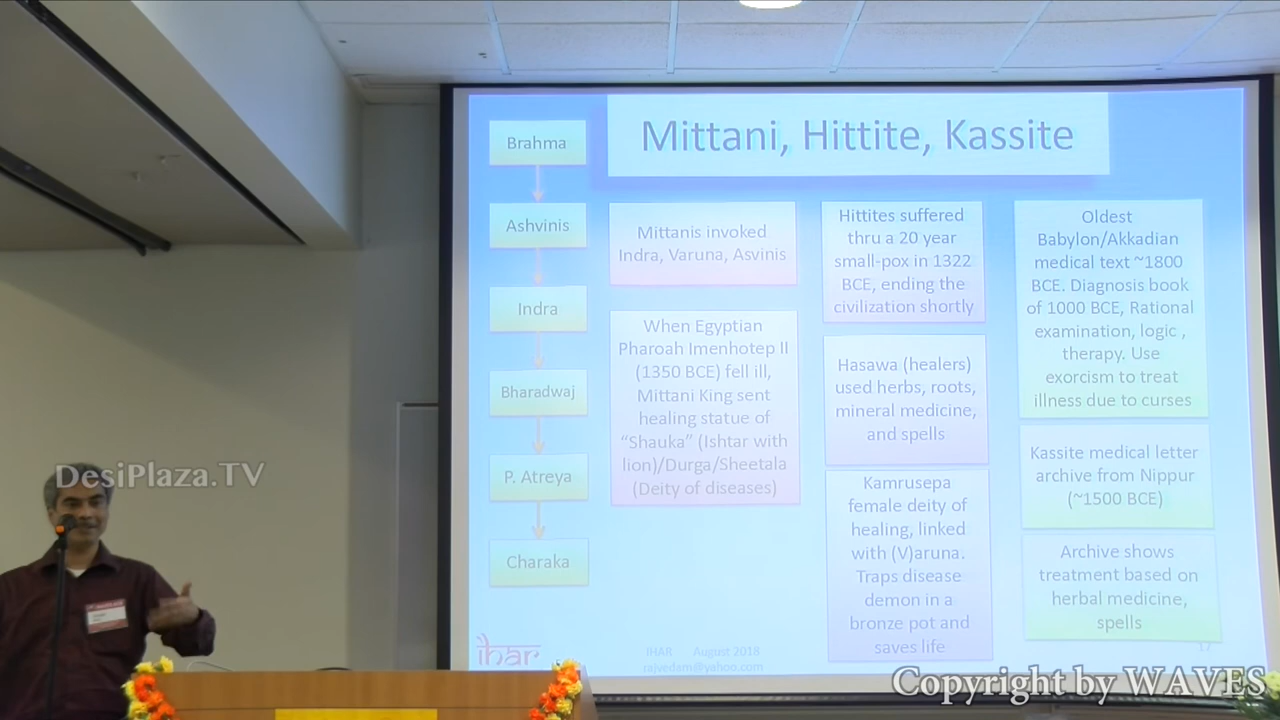 Mittani, Hittite, Kassite
Brahma
Ashvinis
Indra
Bharadwaj
P. Atreya
Charaka
Mittanis invoked
Indra, Varuna, Asvinis
When Egyptian
Pharoah Imenhotep II
(1350 BCE) fell ill,
Mittani King sent
healing statue of
“Shauka” (Ishtar with
lion)/Durga/Sheetala
(Deity of diseases)
Hittites suffered
thru a 20 year
small-pox in 1322
BCE, ending the
civilization shortly
Hasawa (healers)
used herbs, roots,
mineral medicine,
and spells
Kamrusepa
female deity of
healing, linked
with (V)aruna.
Traps disease
demon in a
bronze pot and
saves life
Oldest
Babylon/Akkadian
medical text ~1800
BCE. Diagnosis book
of 1000 BCE, Rational
examination, logic ,
therapy. Use
exorcism to treat
illness due to curses
Kassite medical letter
archive from Nippur
(~1500 BCE)
Archive shows
treatment based on
herbal medicine,
spells
ihar
IHAR August 2018
rajvedam@yahoo.com
DesiPlaza.TV
Copyright by WAVES